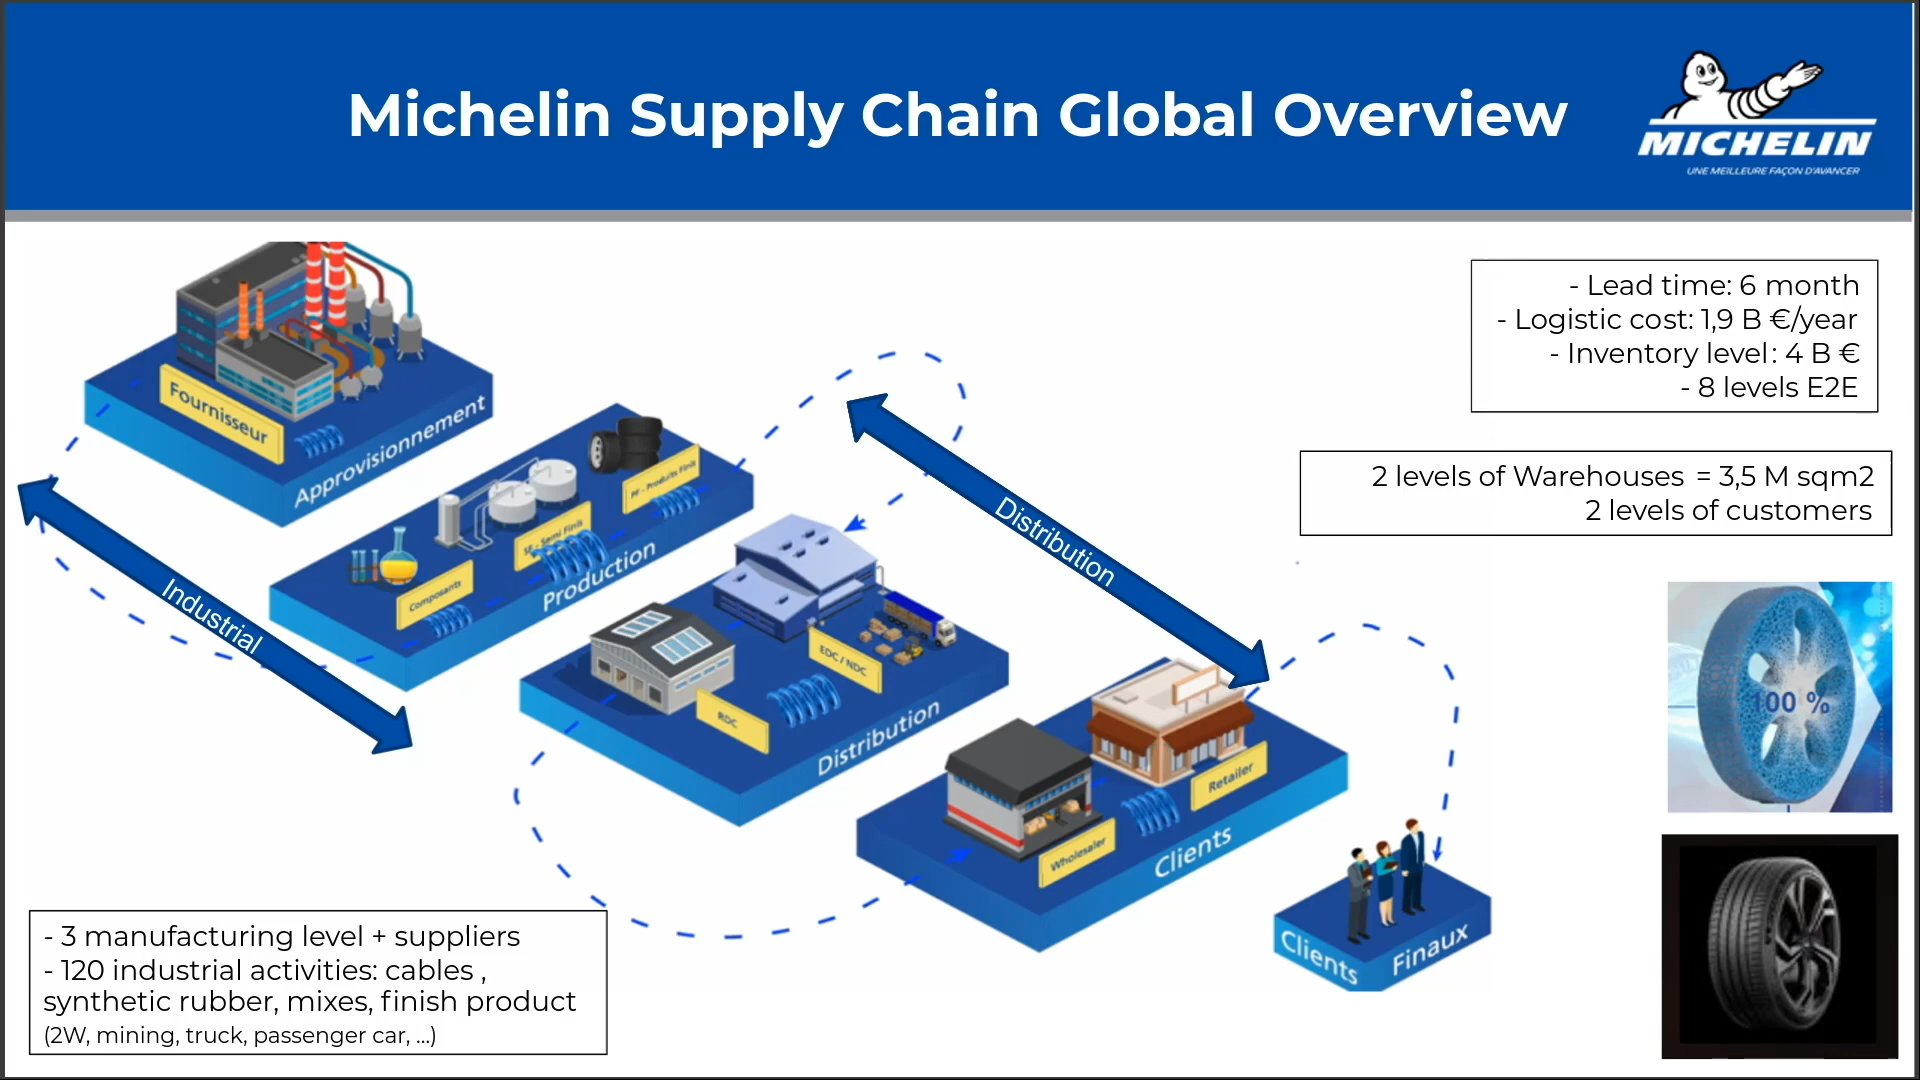 Michelin Supply Chain Global Overview
MICHELIN
UNE MEILLEURE FAÇON D'AVANCER
- Lead time: 6 month
- Logistic cost: 1,9 B €/year
- Inventory level: 4 B €
- 8 levels E2E
2 levels of Warehouses = 3,5 M sqm2
2 levels of customers
Fournisseur
Approvisionnement
PF - Produits Finis
SF - Semi Finis
Composants
Production
Industrial
Distribution
EDC / NDC
RDC
Distribution
Retailer
Wholesaler
Clients
Clients Finaux
100 %
- 3 manufacturing level + suppliers
- 120 industrial activities: cables ,
synthetic rubber, mixes, finish product
(2W, mining, truck, passenger car, ...)